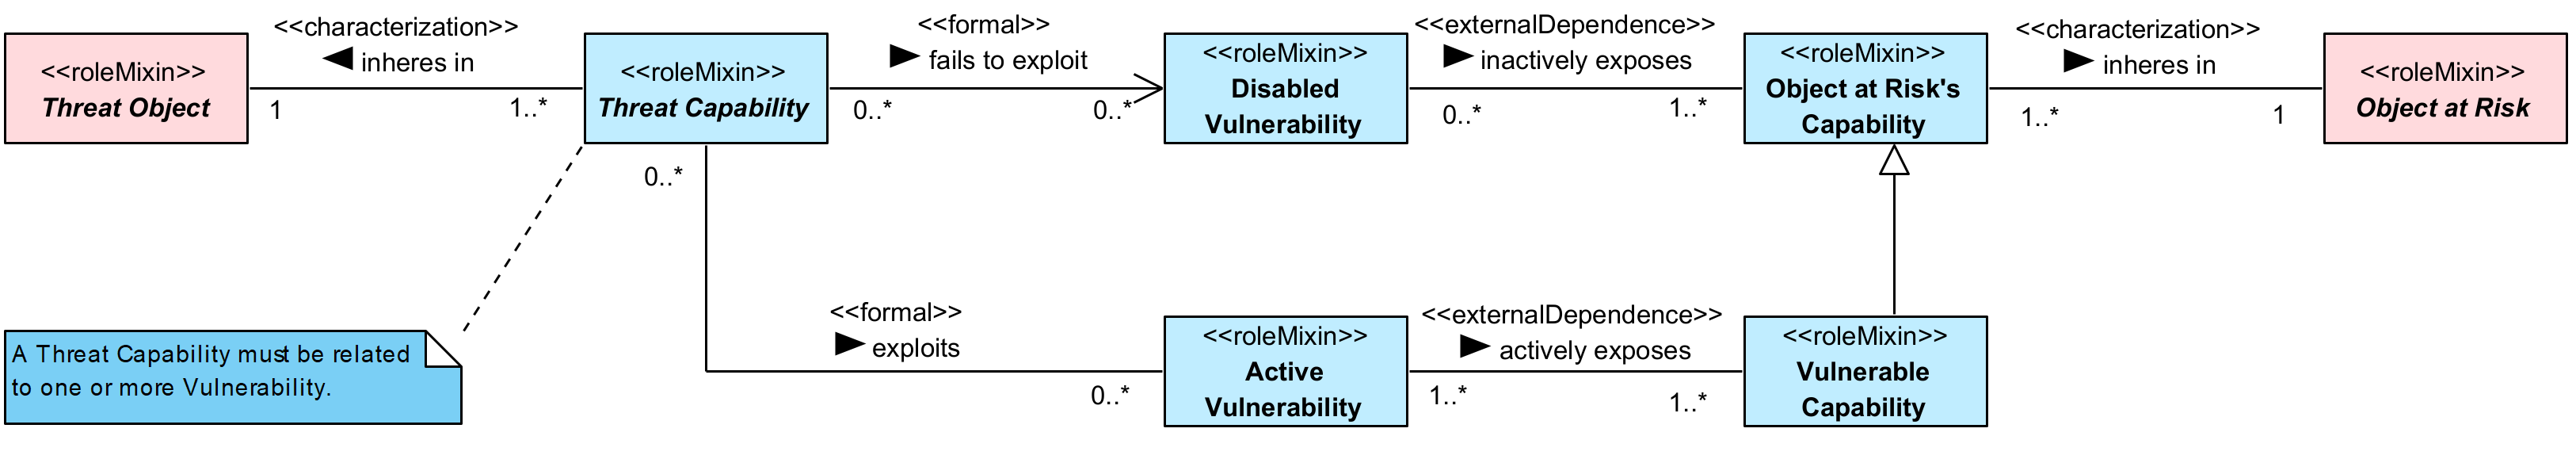 <<roleMixin>>
Threat Object
<<characterization>>
inheres in
1
1..*
<<roleMixin>>
Threat Capability
<<formal>>
fails to exploit
0..*
0..*
<<roleMixin>>
Disabled
Vulnerability
<<externalDependence>>
inactively exposes
0..*
1..*
<<roleMixin>>
Object at Risk's
Capability
<<characterization>>
inheres in
1..*
1
<<roleMixin>>
Object at Risk
0..*
A Threat Capability must be related
to one or more Vulnerability.
<<formal>>
exploits
0..*
<<roleMixin>>
Active
Vulnerability
<<externalDependence>>
actively exposes
1..*
1..*
<<roleMixin>>
Vulnerable
Capability